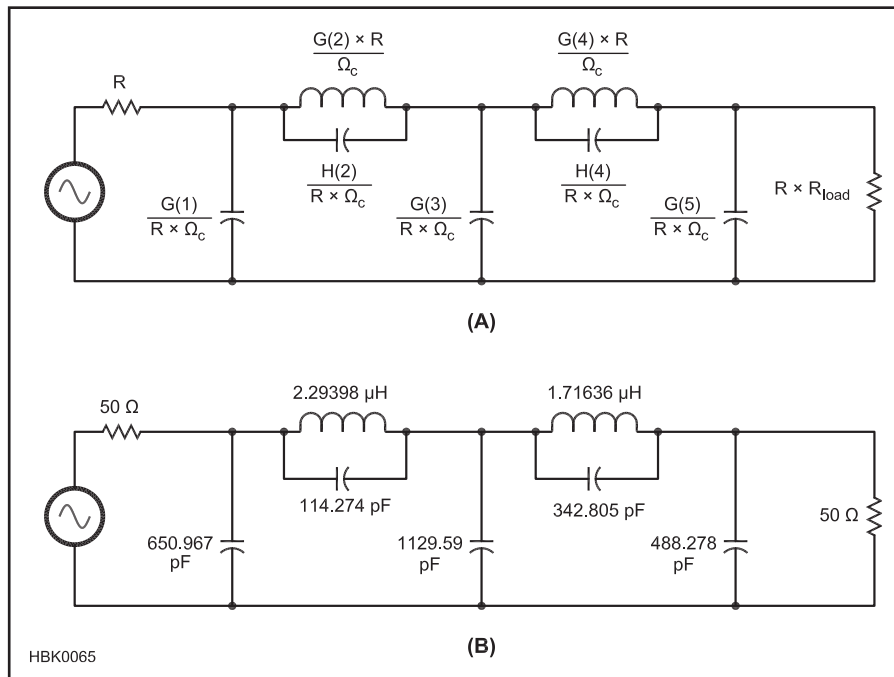 G(2) × R
Ω_c
G(4) × R
Ω_c
R
H(2)
R × Ω_c
H(4)
R × Ω_c
G(1)
R × Ω_c
G(3)
R × Ω_c
G(5)
R × Ω_c
R × R_load
(A)
2.29398 µH
1.71636 µH
50 Ω
114.274 pF
342.805 pF
650.967
pF
1129.59
pF
488.278
pF
50 Ω
(B)
HBK0065